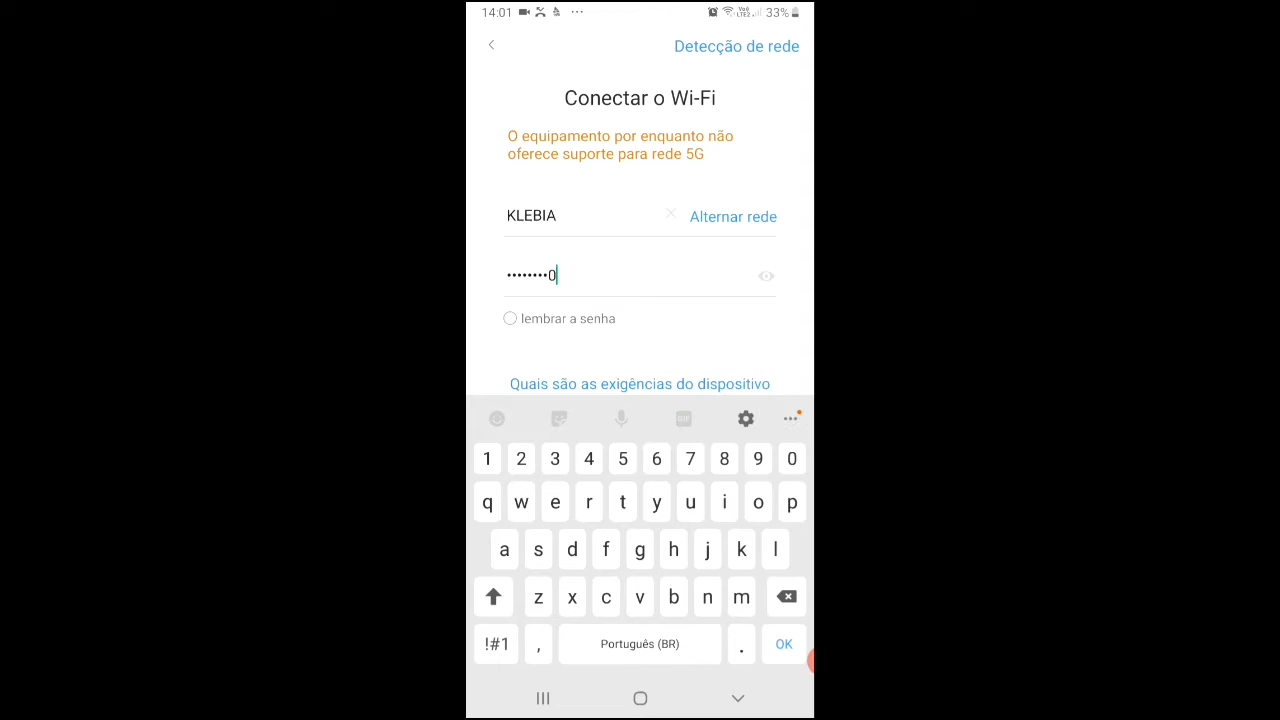 14:01 33%
Detecção de rede
Conectar o Wi-Fi
O equipamento por enquanto não
oferece suporte para rede 5G
KLEBIA Alternar rede
••••••••0
lembrar a senha
Quais são as exigências do dispositivo
GIF
1 2 3 4 5 6 7 8 9 0
q w e r t y u i o p
a s d f g h j k l
z x c v b n m
!#1 , Português (BR) . OK